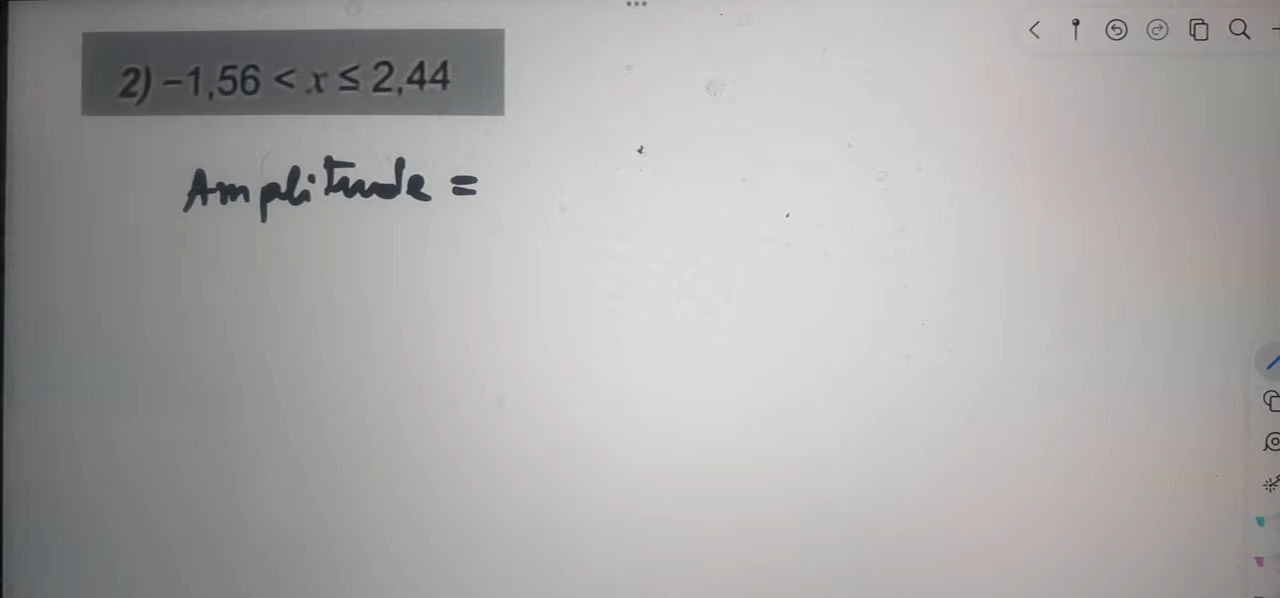 2) −1,56 < x ≤ 2,44
Amplitude =